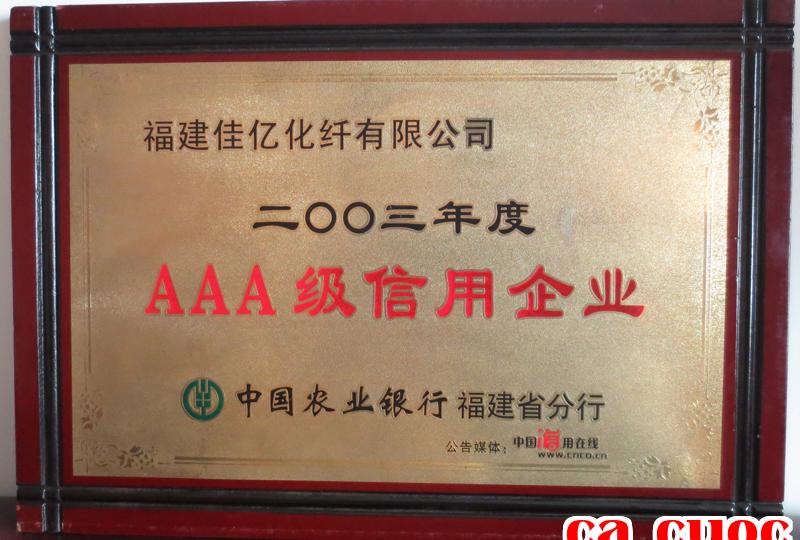 福建佳亿化纤有限公司
二〇〇三年度
AAA级信用企业
中国农业银行 福建省分行
公告媒体：中国信用在线
www.cnco.cn
ca cuoc